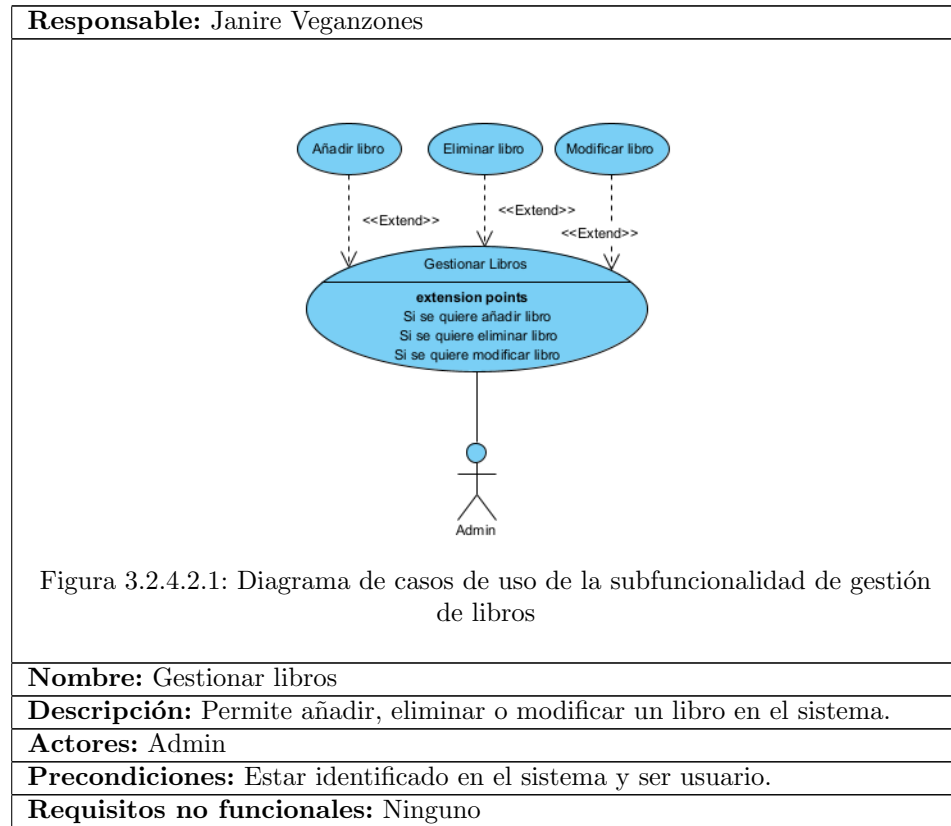 Responsable: Janire Veganzones
Añadir libro
Eliminar libro
Modificar libro
<<Extend>>
<<Extend>>
<<Extend>>
Gestionar Libros
extension points
Si se quiere añadir libro
Si se quiere eliminar libro
Si se quiere modificar libro
Admin
Figura 3.2.4.2.1: Diagrama de casos de uso de la subfuncionalidad de gestión
de libros
Nombre: Gestionar libros
Descripción: Permite añadir, eliminar o modificar un libro en el sistema.
Actores: Admin
Precondiciones: Estar identificado en el sistema y ser usuario.
Requisitos no funcionales: Ninguno